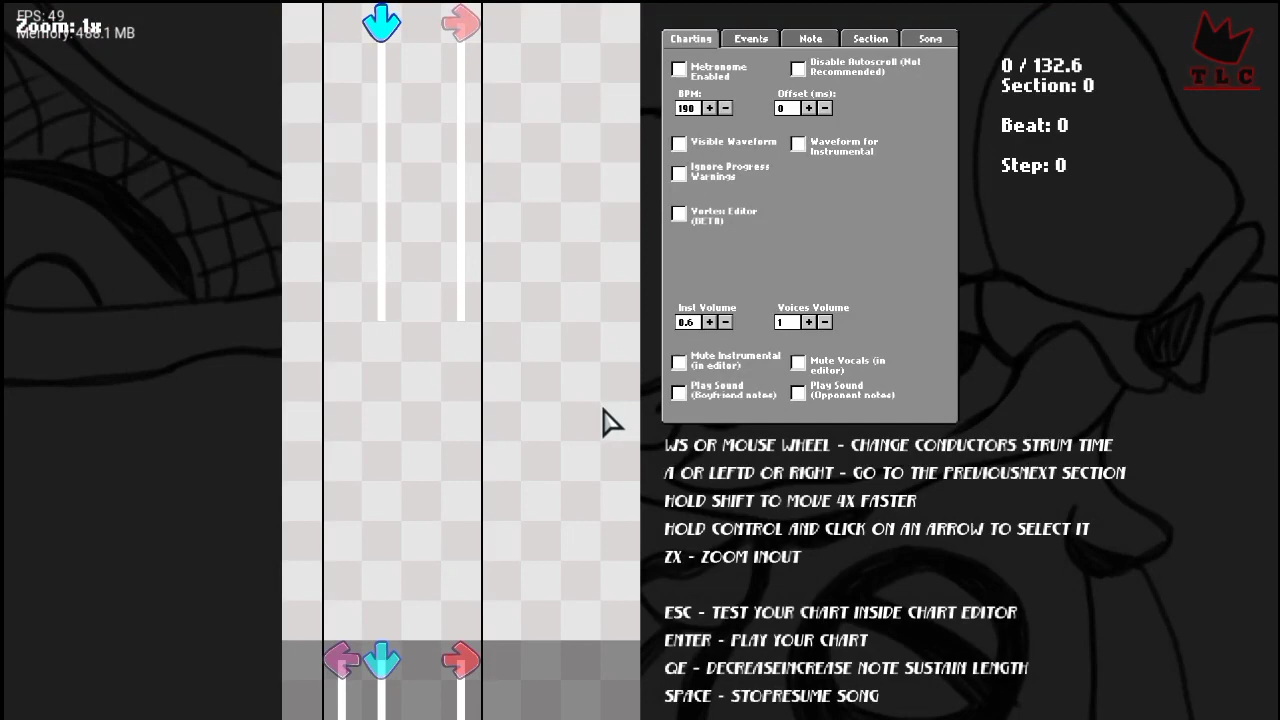 FPS: 49
Zoom: 1x
Memory: 488.1 MB
Charting
Events
Note
Section
Song
Metronome
Enabled
Disable Autoscroll (Not
Recommended)
BPM:
190 + -
Offset (ms):
0 + -
Visible Waveform
Waveform for
Instrumental
Ignore Progress
Warnings
Vortex Editor
(BETA)
Inst Volume
0.6 + -
Voices Volume
1 + -
Mute Instrumental
(in editor)
Mute Vocals (in
editor)
Play Sound
(Boyfriend notes)
Play Sound
(Opponent notes)
0 / 132.6
Section: 0
Beat: 0
Step: 0
TLC
WS OR MOUSE WHEEL - CHANGE CONDUCTORS STRUM TIME
A OR LEFTD OR RIGHT - GO TO THE PREVIOUSNEXT SECTION
HOLD SHIFT TO MOVE 4X FASTER
HOLD CONTROL AND CLICK ON AN ARROW TO SELECT IT
ZX - ZOOM INOUT
ESC - TEST YOUR CHART INSIDE CHART EDITOR
ENTER - PLAY YOUR CHART
QE - DECREASEINCREASE NOTE SUSTAIN LENGTH
SPACE - STOPRESUME SONG